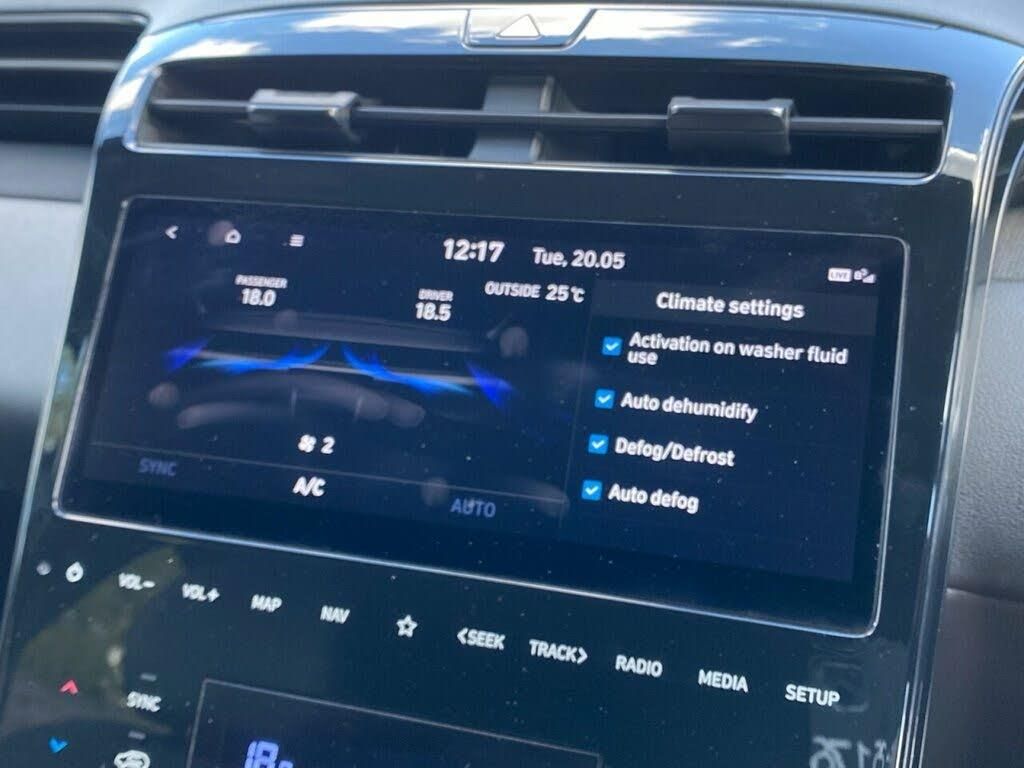 12:17 Tue, 20.05
LIVE
PASSENGER
18.0
DRIVER
18.5
OUTSIDE 25°C
Climate settings
Activation on washer fluid
use
Auto dehumidify
Defog/Defrost
Auto defog
2
SYNC
A/C
AUTO
VOL-
VOL+
MAP
NAV
<SEEK
TRACK>
RADIO
MEDIA
SETUP
SYNC